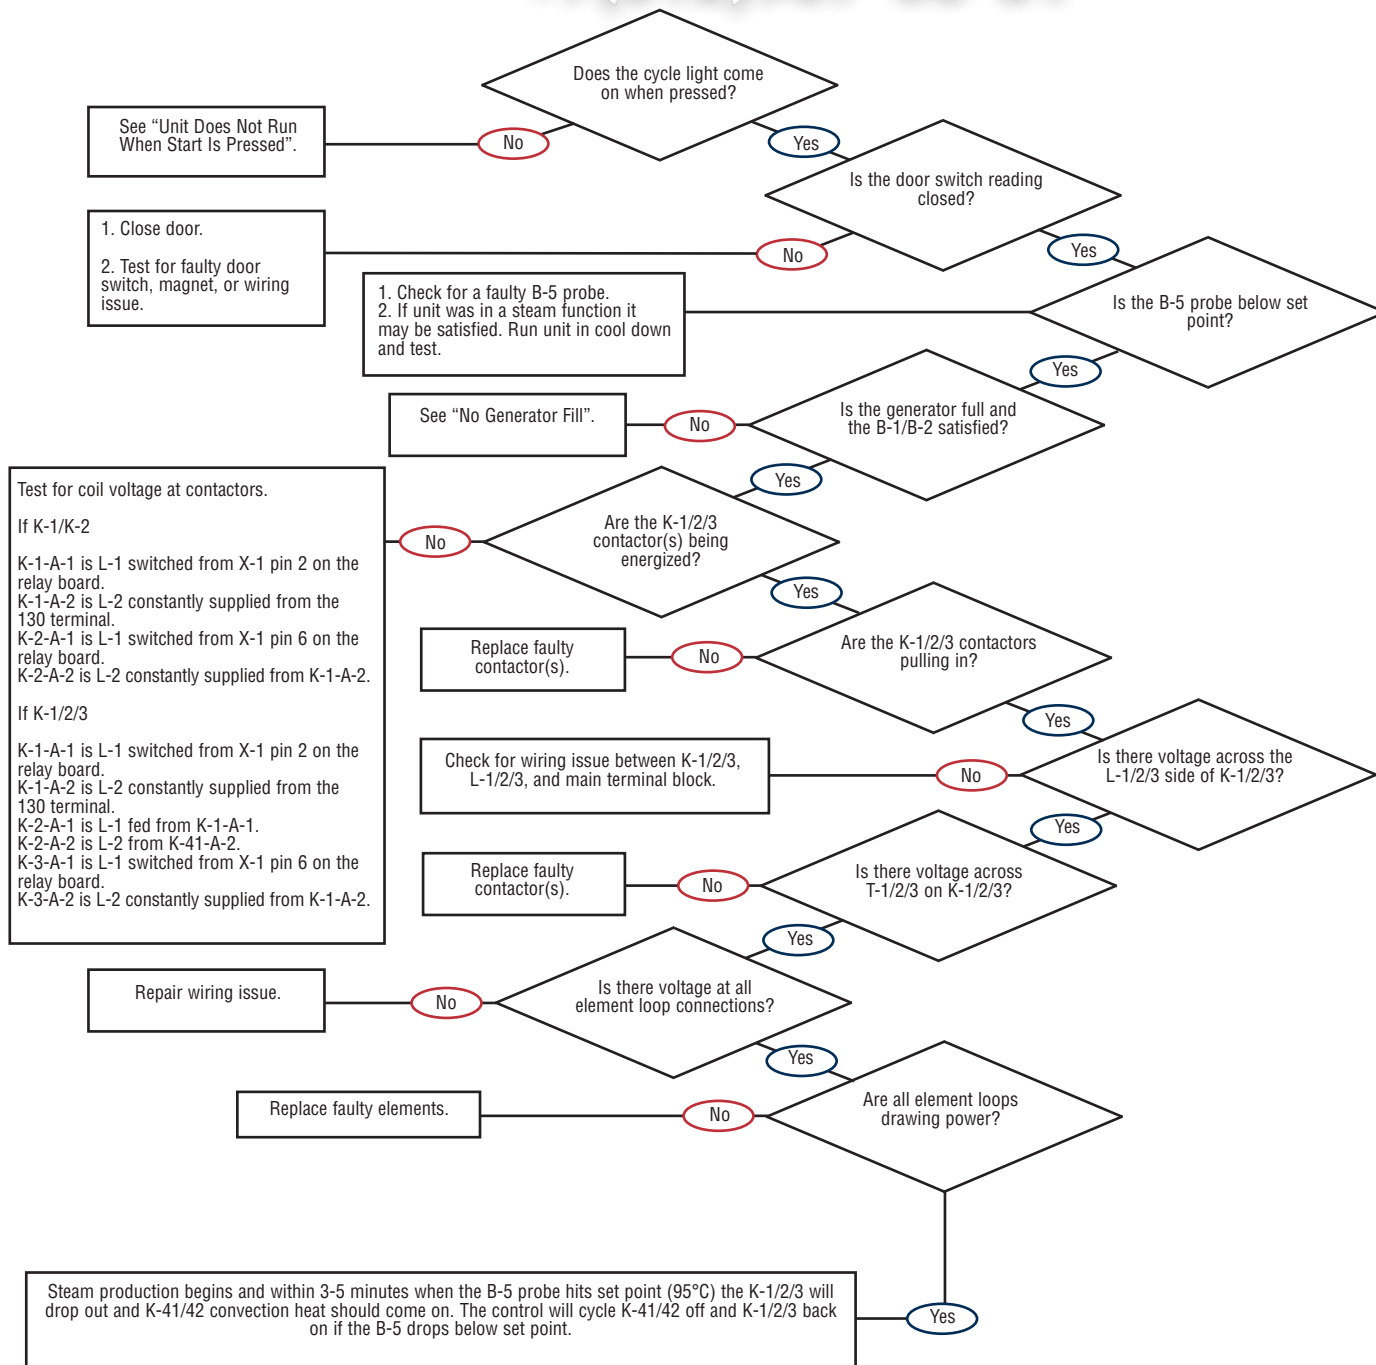 Does the cycle light come
on when pressed?
See “Unit Does Not Run
When Start Is Pressed”.
No
Yes
Is the door switch reading
closed?
1. Close door.
2. Test for faulty door
switch, magnet, or wiring
issue.
No
Yes
1. Check for a faulty B-5 probe.
2. If unit was in a steam function it
may be satisfied. Run unit in cool down
and test.
Is the B-5 probe below set
point?
Yes
See “No Generator Fill”.
No
Is the generator full and
the B-1/B-2 satisfied?
Yes
Test for coil voltage at contactors.
If K-1/K-2
K-1-A-1 is L-1 switched from X-1 pin 2 on the
relay board.
K-1-A-2 is L-2 constantly supplied from the
130 terminal.
K-2-A-1 is L-1 switched from X-1 pin 6 on the
relay board.
K-2-A-2 is L-2 constantly supplied from K-1-A-2.
If K-1/2/3
K-1-A-1 is L-1 switched from X-1 pin 2 on the
relay board.
K-1-A-2 is L-2 constantly supplied from the
130 terminal.
K-2-A-1 is L-1 fed from K-1-A-1.
K-2-A-2 is L-2 from K-41-A-2.
K-3-A-1 is L-1 switched from X-1 pin 6 on the
relay board.
K-3-A-2 is L-2 constantly supplied from K-1-A-2.
No
Are the K-1/2/3
contactor(s) being
energized?
Yes
Replace faulty
contactor(s).
No
Are the K-1/2/3 contactors
pulling in?
Yes
Check for wiring issue between K-1/2/3,
L-1/2/3, and main terminal block.
No
Is there voltage across the
L-1/2/3 side of K-1/2/3?
Yes
Replace faulty
contactor(s).
No
Is there voltage across
T-1/2/3 on K-1/2/3?
Yes
Repair wiring issue.
No
Is there voltage at all
element loop connections?
Yes
Replace faulty elements.
No
Are all element loops
drawing power?
Steam production begins and within 3-5 minutes when the B-5 probe hits set point (95°C) the K-1/2/3 will
drop out and K-41/42 convection heat should come on. The control will cycle K-41/42 off and K-1/2/3 back
on if the B-5 drops below set point.
Yes